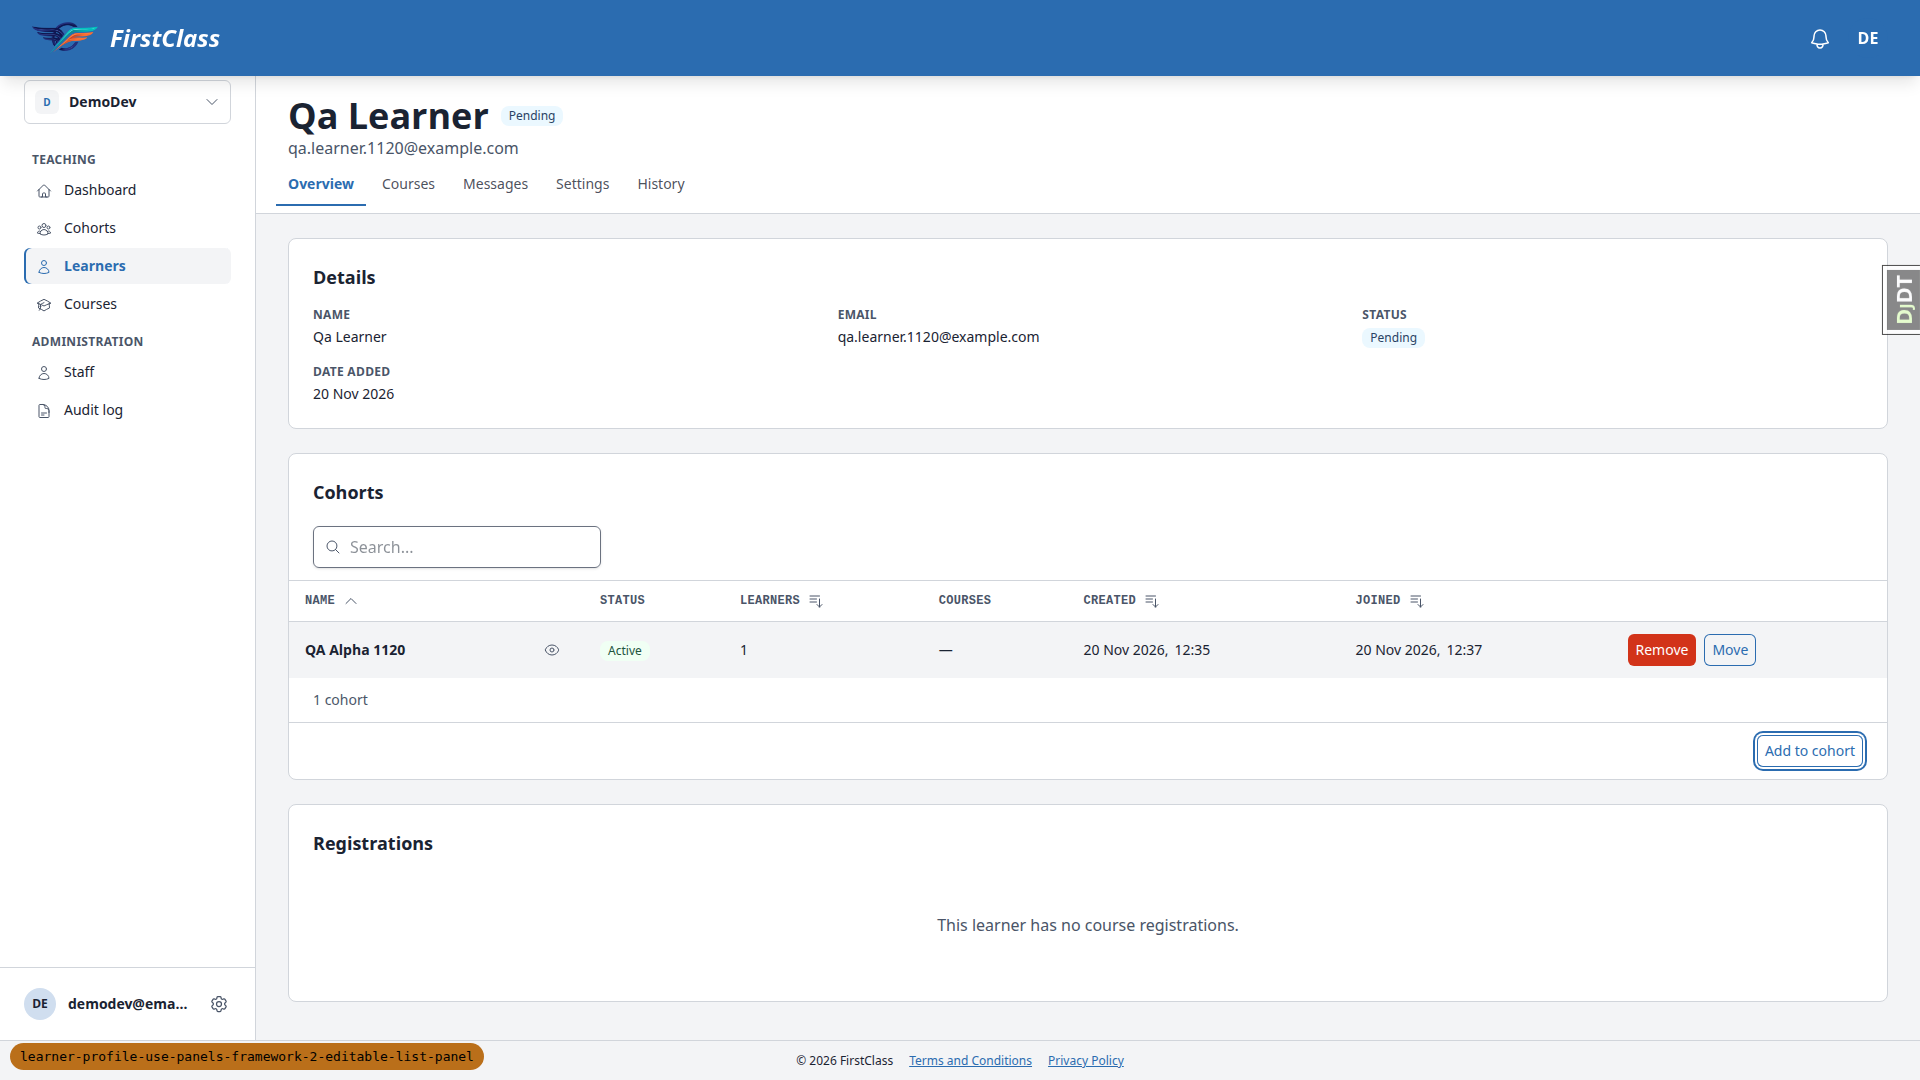 FirstClass
DE
D DemoDev
TEACHING
Dashboard
Cohorts
Learners
Courses
ADMINISTRATION
Staff
Audit log
DE demodev@ema...
Qa Learner Pending
qa.learner.1120@example.com
Overview Courses Messages Settings History
Details
NAME EMAIL STATUS
Qa Learner qa.learner.1120@example.com Pending
DATE ADDED
20 Nov 2026
Cohorts
Search...
NAME STATUS LEARNERS COURSES CREATED JOINED
QA Alpha 1120 Active 1 — 20 Nov 2026, 12:35 20 Nov 2026, 12:37 Remove Move
1 cohort
Add to cohort
Registrations
This learner has no course registrations.
DJDT
learner-profile-use-panels-framework-2-editable-list-panel
© 2026 FirstClass Terms and Conditions Privacy Policy